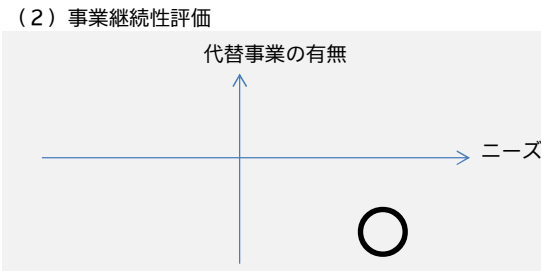 （２）事業継続性評価
代替事業の有無
ニーズ